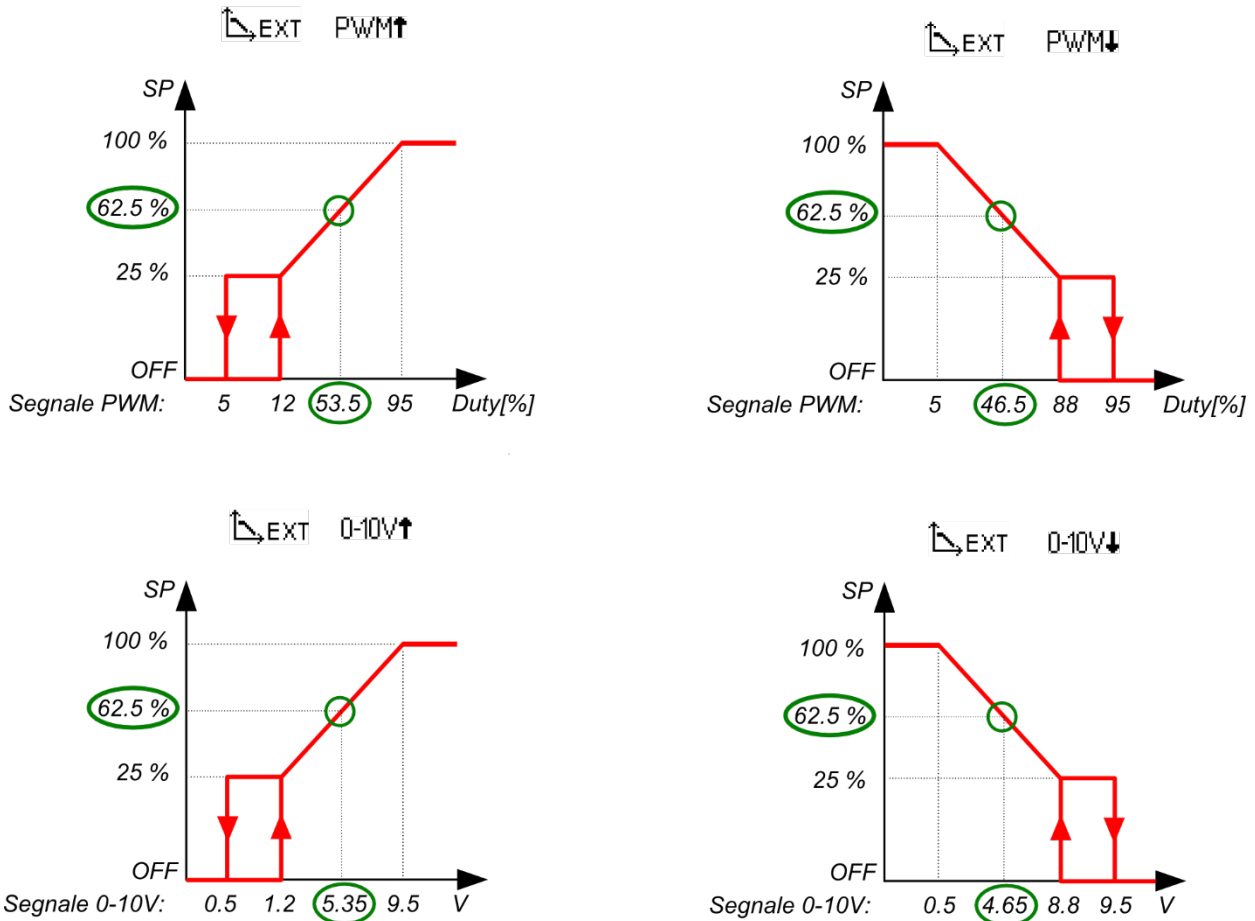 EXT PWM↑
SP
100 %
62.5 %
25 %
OFF
Segnale PWM: 5 12 53.5 95 Duty[%]
EXT PWM↓
SP
100 %
62.5 %
25 %
OFF
Segnale PWM: 5 46.5 88 95 Duty[%]
EXT 0-10V↑
SP
100 %
62.5 %
25 %
OFF
Segnale 0-10V: 0.5 1.2 5.35 9.5 V
EXT 0-10V↓
SP
100 %
62.5 %
25 %
OFF
Segnale 0-10V: 0.5 4.65 8.8 9.5 V